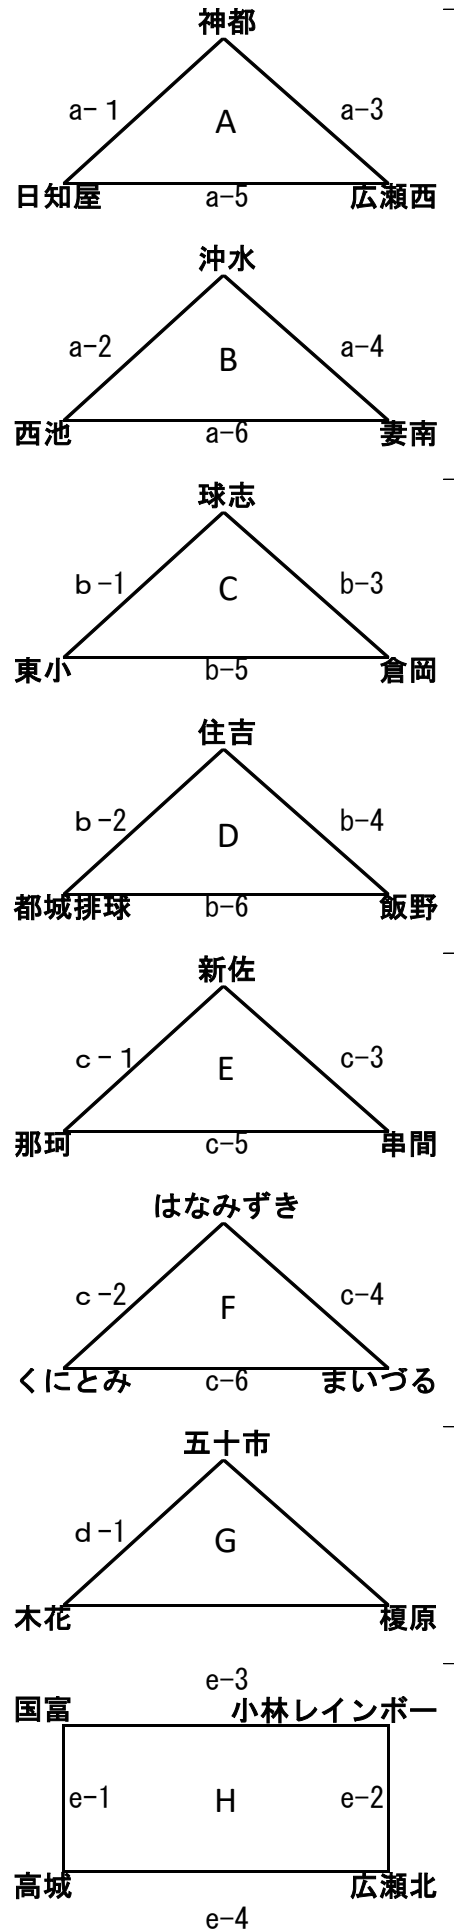 神都
a-１ A a-3
日知屋 a-5 広瀬西
沖水
a-2 B a-4
西池 a-6 妻南
球志
ｂ-1 C b-3
東小 b-5 倉岡
住吉
ｂ-2 D b-4
都城排球 b-6 飯野
新佐
ｃ-１ E c-3
那珂 c-5 串間
はなみずき
ｃ-2 F c-4
くにとみ c-6 まいづる
五十市
ｄ-1 G
木花 榎原
e-3
国富 小林レインボー
e-1 H e-2
高城 広瀬北
e-4